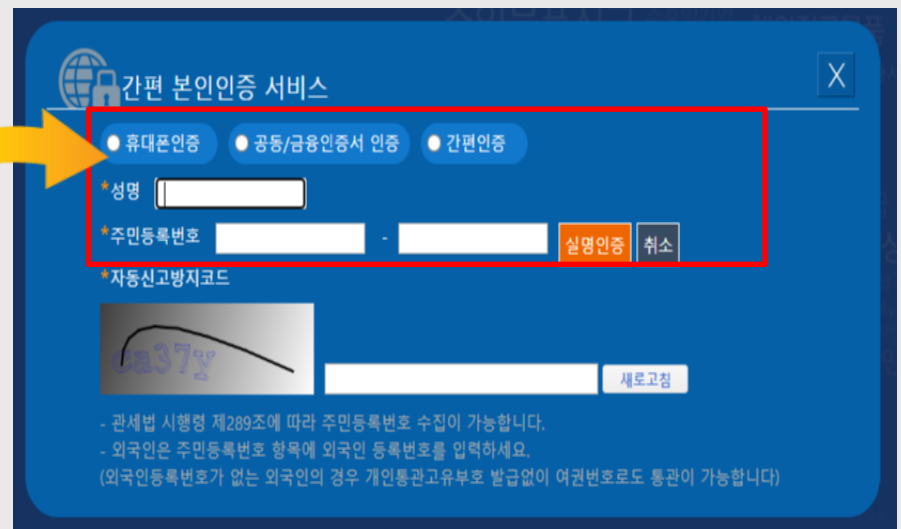 간편 본인인증 서비스
X
휴대폰인증 공동/금융인증서 인증 간편인증
*성명
*주민등록번호 - 실명인증 취소
*자동신고방지코드
ca37y
새로고침
- 관세법 시행령 제289조에 따라 주민등록번호 수집이 가능합니다.
- 외국인은 주민등록번호 항목에 외국인 등록번호를 입력하세요.
(외국인등록번호가 없는 외국인의 경우 개인통관고유부호 발급없이 여권번호로도 통관이 가능합니다)